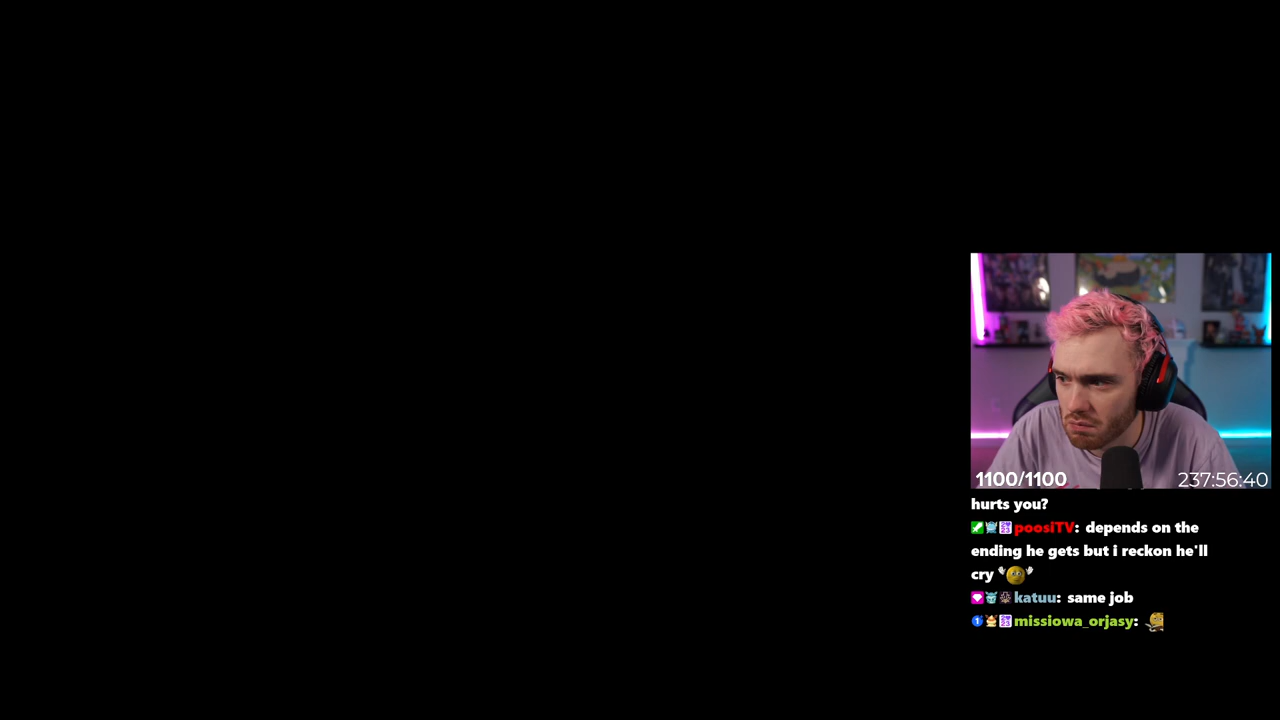 1100/1100 237:56:40
hurts you?
poosiTV: depends on the
ending he gets but i reckon he'll
cry
katuu: same job
missiowa_orjasy: